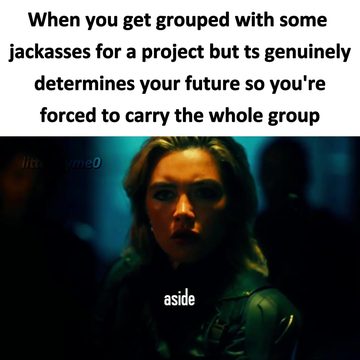 When you get grouped with some
jackasses for a project but ts genuinely
determines your future so you're
forced to carry the whole group
aside